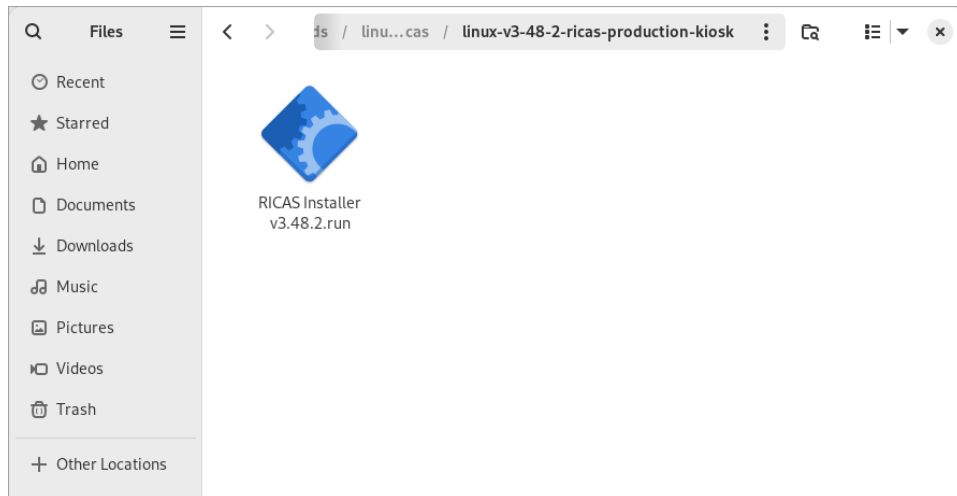 Files
ds / linu...cas / linux-v3-48-2-ricas-production-kiosk
Recent
Starred
Home
Documents
Downloads
Music
Pictures
Videos
Trash
Other Locations
RICAS Installer
v3.48.2.run